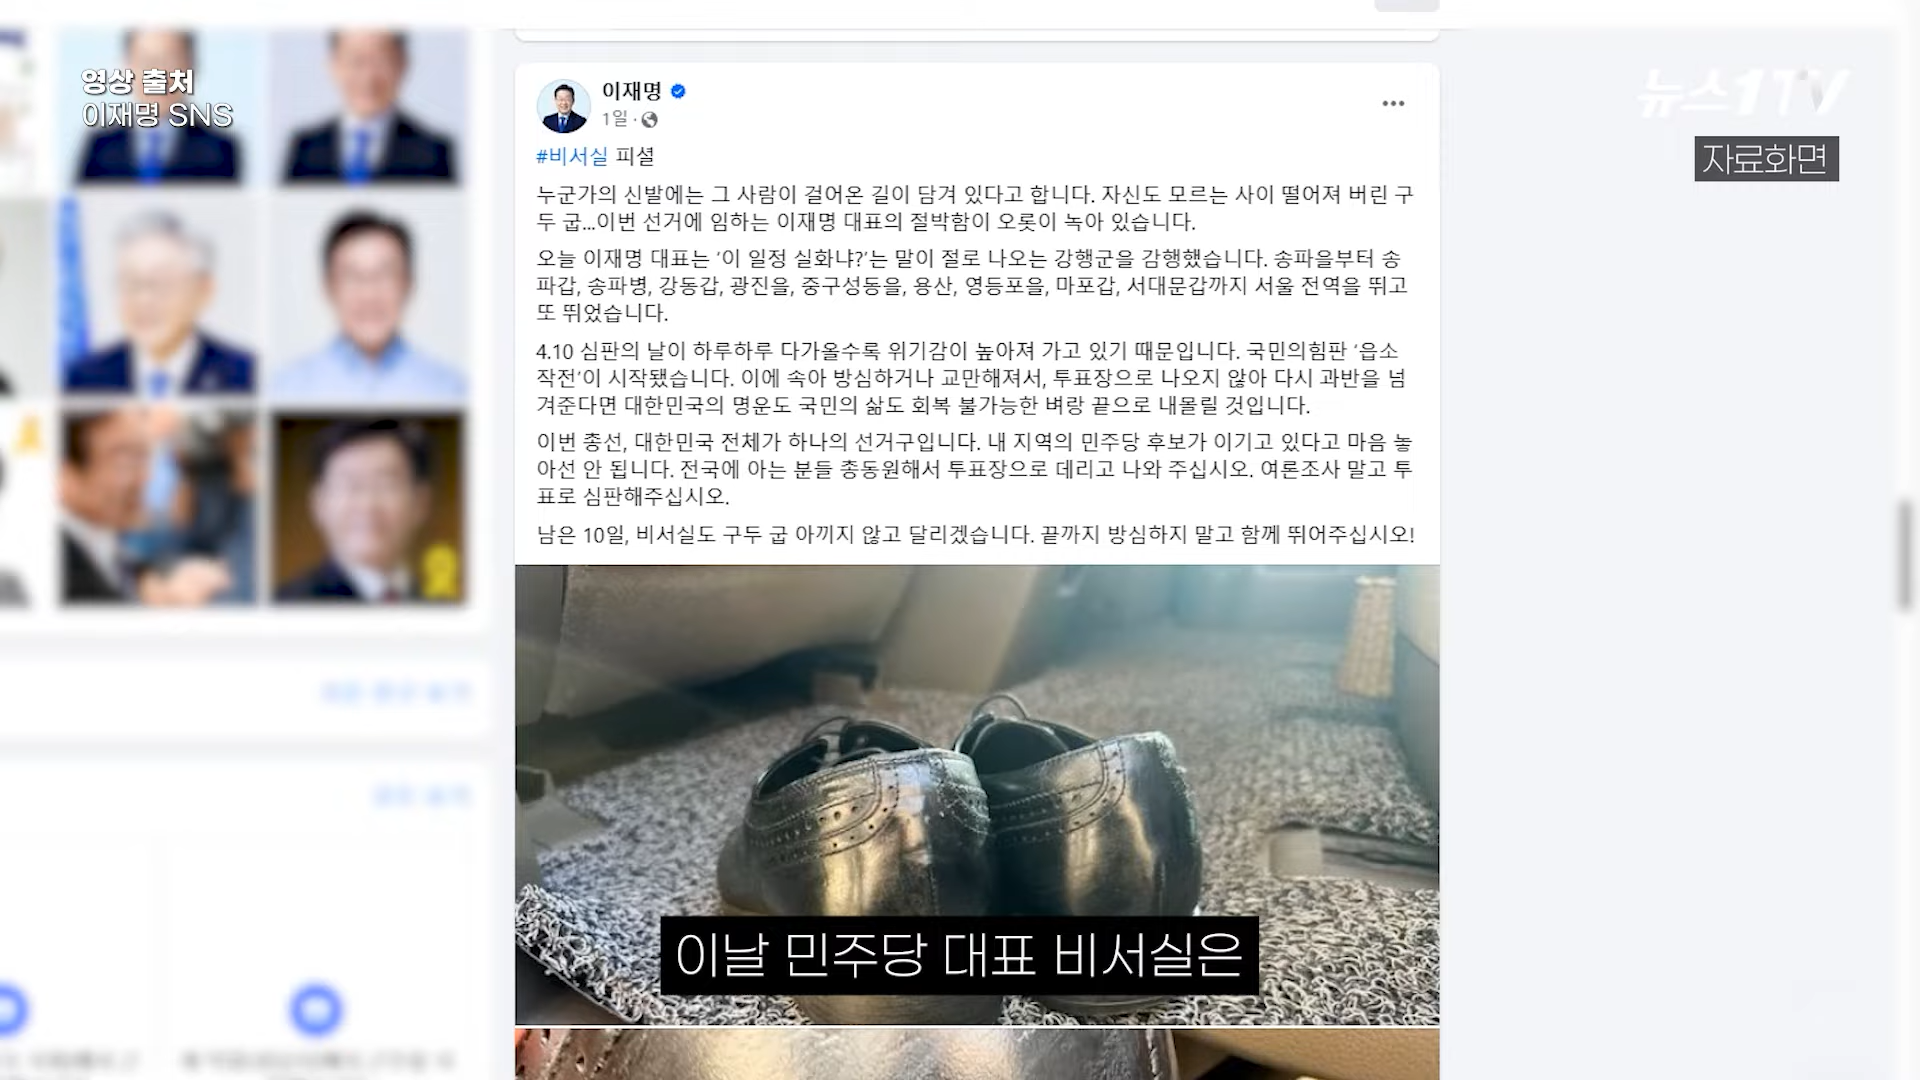 영상 출처
이재명 SNS
뉴스1TV
자료화면
이재명
1일 ·
#비서실 피셜
누군가의 신발에는 그 사람이 걸어온 길이 담겨 있다고 합니다. 자신도 모르는 사이 떨어져 버린 구
두 굽...이번 선거에 임하는 이재명 대표의 절박함이 오롯이 녹아 있습니다.
오늘 이재명 대표는 '이 일정 실화냐?'는 말이 절로 나오는 강행군을 감행했습니다. 송파을부터 송
파갑, 송파병, 강동갑, 광진을, 중구성동을, 용산, 영등포을, 마포갑, 서대문갑까지 서울 전역을 뛰고
또 뛰었습니다.
4.10 심판의 날이 하루하루 다가올수록 위기감이 높아져 가고 있기 때문입니다. 국민의힘판 '읍소
작전'이 시작됐습니다. 이에 속아 방심하거나 교만해져서, 투표장으로 나오지 않아 다시 과반을 넘
겨준다면 대한민국의 명운도 국민의 삶도 회복 불가능한 벼랑 끝으로 내몰릴 것입니다.
이번 총선, 대한민국 전체가 하나의 선거구입니다. 내 지역의 민주당 후보가 이기고 있다고 마음 놓
아선 안 됩니다. 전국에 아는 분들 총동원해서 투표장으로 데리고 나와 주십시오. 여론조사 말고 투
표로 심판해주십시오.
남은 10일, 비서실도 구두 굽 아끼지 않고 달리겠습니다. 끝까지 방심하지 말고 함께 뛰어주십시오!
이날 민주당 대표 비서실은